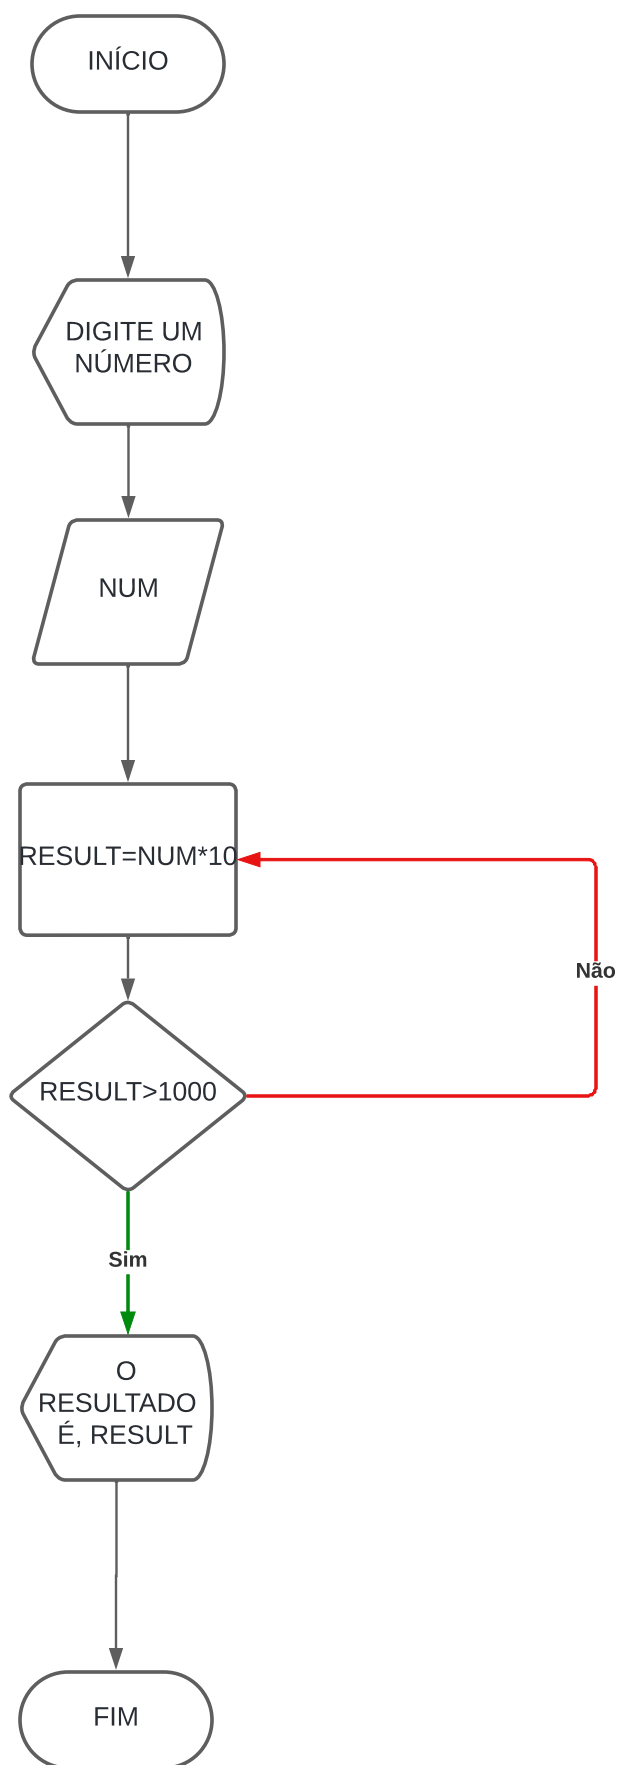 INÍCIO
DIGITE UM
NÚMERO
NUM
RESULT=NUM*10
Não
RESULT>1000
Sim
O
RESULTADO
É, RESULT
FIM